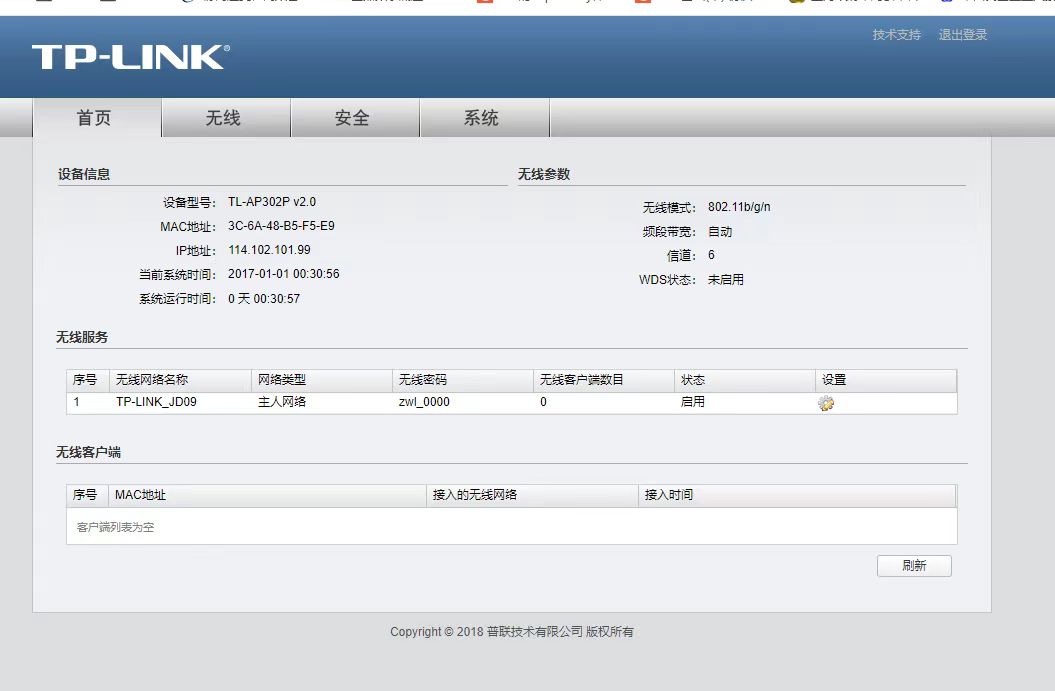 技术支持 退出登录
TP-LINK®
首页 无线 安全 系统
设备信息
设备型号： TL-AP302P v2.0
MAC地址： 3C-6A-48-B5-F5-E9
IP地址： 114.102.101.99
当前系统时间： 2017-01-01 00:30:56
系统运行时间： 0 天 00:30:57
无线参数
无线模式： 802.11b/g/n
频段带宽： 自动
信道： 6
WDS状态： 未启用
无线服务
序号 无线网络名称 网络类型 无线密码 无线客户端数目 状态 设置
1 TP-LINK_JD09 主人网络 zwl_0000 0 启用
无线客户端
序号 MAC地址 接入的无线网络 接入时间
客户端列表为空
刷新
Copyright © 2018 普联技术有限公司 版权所有